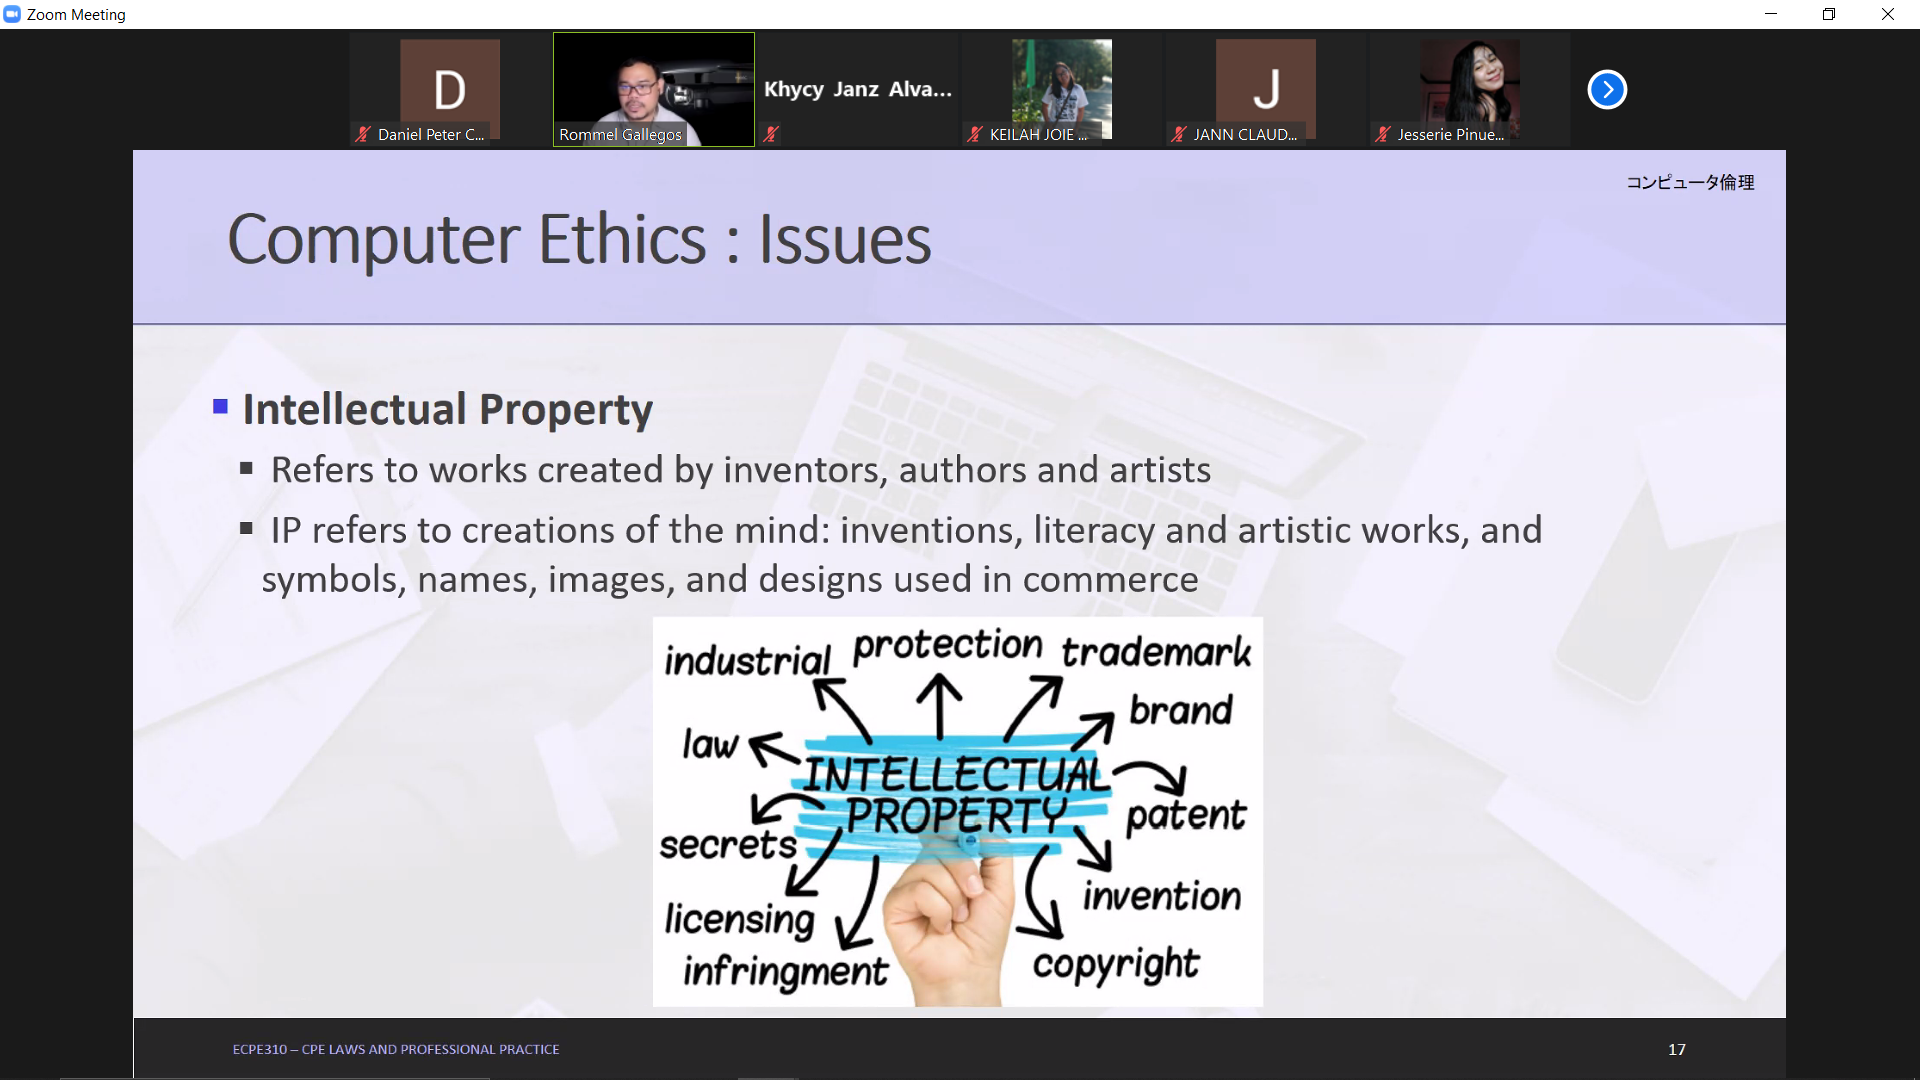 Zoom Meeting
D
Daniel Peter C...
Rommel Gallegos
Khycy Janz Alva...
KEILAH JOIE ...
J
JANN CLAUD...
Jesserie Pinue...
コンピュータ倫理
Computer Ethics : Issues
Intellectual Property
Refers to works created by inventors, authors and artists
IP refers to creations of the mind: inventions, literacy and artistic works, and
symbols, names, images, and designs used in commerce
industrial
protection
trademark
brand
law
INTELLECTUAL
PROPERTY
patent
secrets
invention
licensing
infringment
copyright
ECPE310 – CPE LAWS AND PROFESSIONAL PRACTICE
17